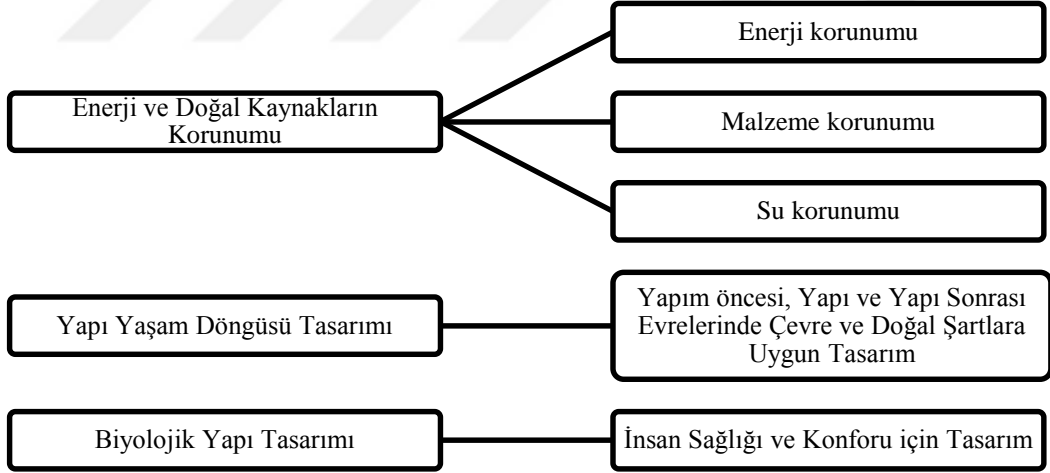 Enerji korunumu
Enerji ve Doğal Kaynakların
Korunumu
Malzeme korunumu
Su korunumu
Yapı Yaşam Döngüsü Tasarımı
Yapım öncesi, Yapı ve Yapı Sonrası
Evrelerinde Çevre ve Doğal Şartlara
Uygun Tasarım
Biyolojik Yapı Tasarımı
İnsan Sağlığı ve Konforu için Tasarım